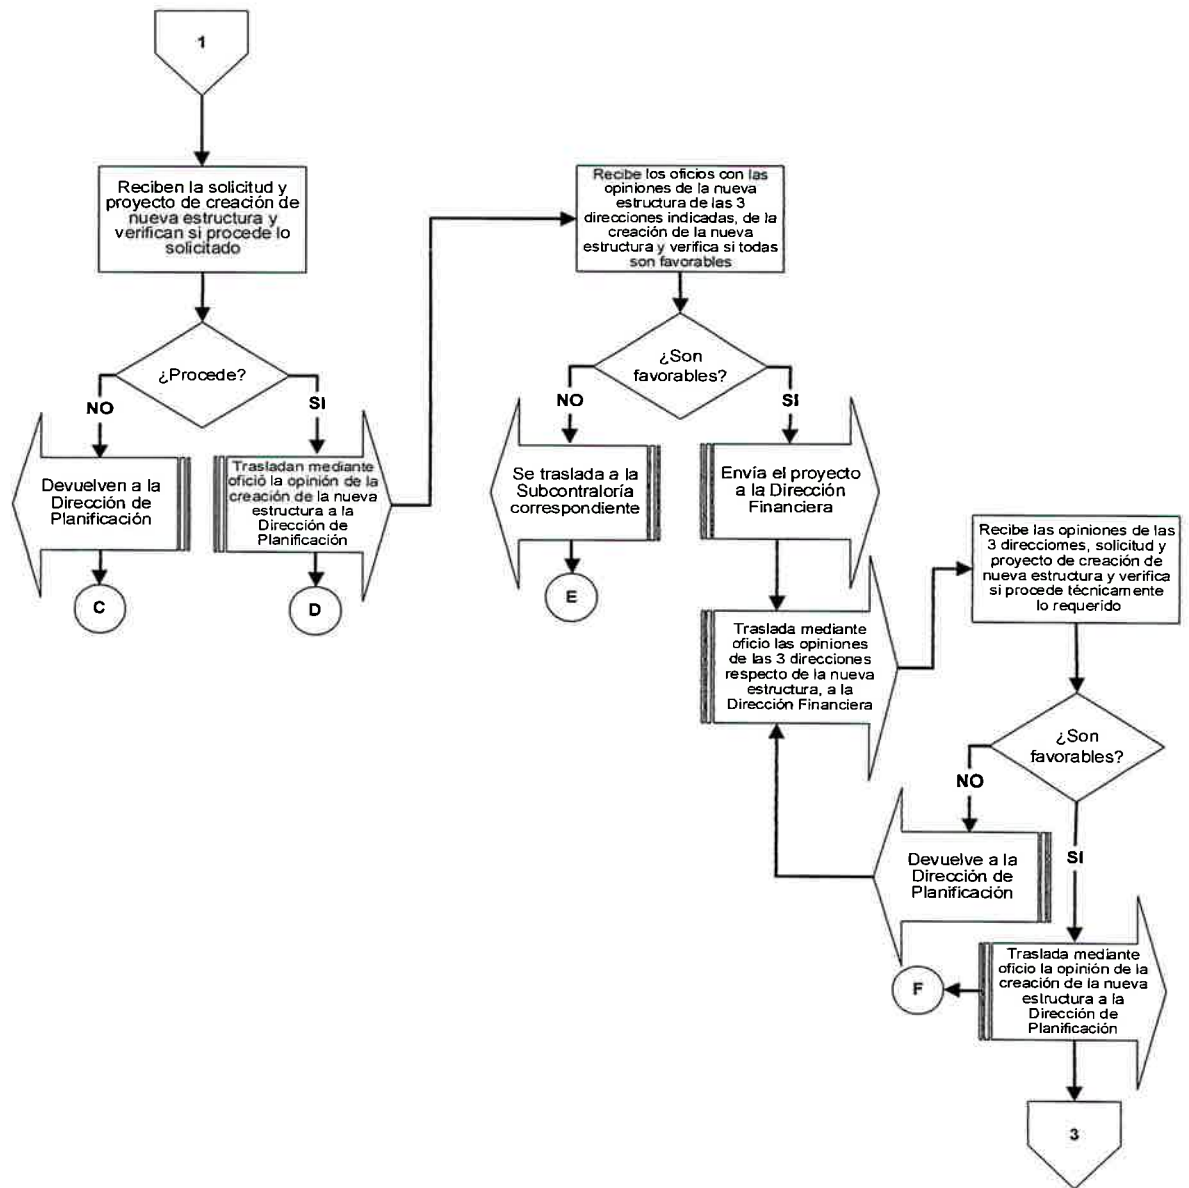 1
Reciben la solicitud y
proyecto de creación de
nueva estructura y
verifican si procede lo
solicitado
¿Procede?
NO
SI
Devuelven a la
Dirección de
Planificación
C
Trasladan mediante
ofició la opinión de la
creación de la nueva
estructura a la
Dirección de
Planificación
D
Recibe los oficios con las
opiniones de la nueva
estructura de las 3
direcciones indicadas, de la
creación de la nueva
estructura y verifica si todas
son favorables
¿Son
favorables?
NO
SI
Se traslada a la
Subcontraloría
correspondiente
E
Envía el proyecto
a la Dirección
Financiera
Traslada mediante
oficio las opiniones
de las 3 direcciones
respecto de la nueva
estructura, a la
Dirección Financiera
Recibe las opiniones de las
3 direcciomes, solicitud y
proyecto de creación de
nueva estructura y verifica
si procede técnicamente
lo requerido
¿Son
favorables?
NO
SI
Devuelve a la
Dirección de
Planificación
Traslada mediante
oficio la opinión de la
creación de la nueva
estructura a la
Dirección de
Planificación
F
3